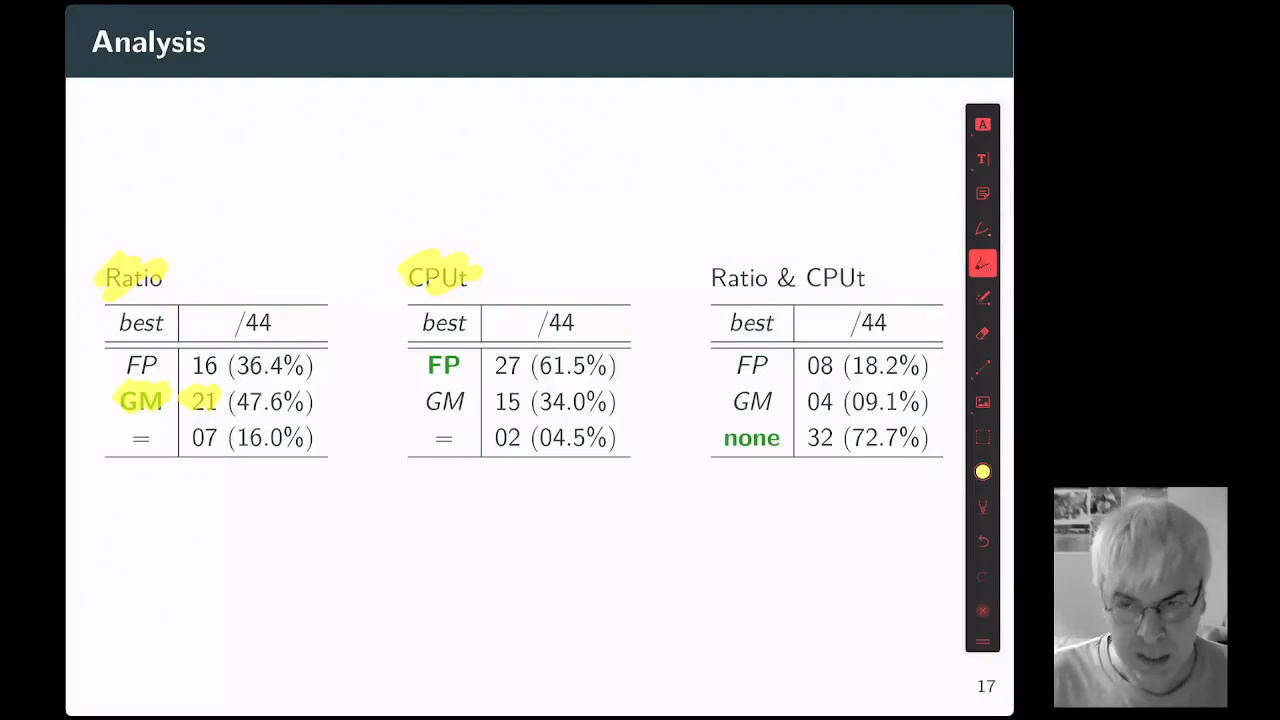 Analysis
Ratio
best /44
FP 16 (36.4%)
GM 21 (47.6%)
= 07 (16.0%)
CPUt
best /44
FP 27 (61.5%)
GM 15 (34.0%)
= 02 (04.5%)
Ratio & CPUt
best /44
FP 08 (18.2%)
GM 04 (09.1%)
none 32 (72.7%)
A
T
17